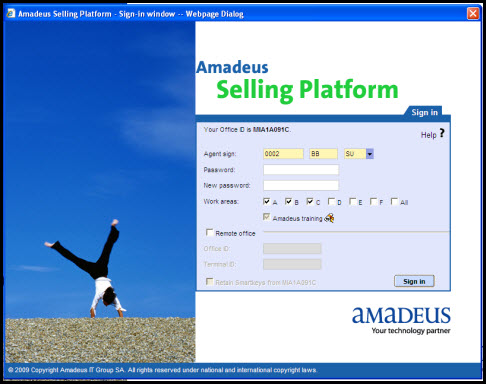 Amadeus Selling Platform - Sign-in window -- Webpage Dialog
Amadeus
Selling Platform
Sign in
Your Office ID is MIA1A091C.
Help ?
Agent sign: 0002 BB SU
Password:
New password:
Work areas: A B C D E F All
Amadeus training
Remote office
Office ID:
Terminal ID:
Retain Smartkeys from MIA1A091C
Sign in
amadeus
Your technology partner
© 2009 Copyright Amadeus IT Group SA. All rights reserved under national and international copyright laws.